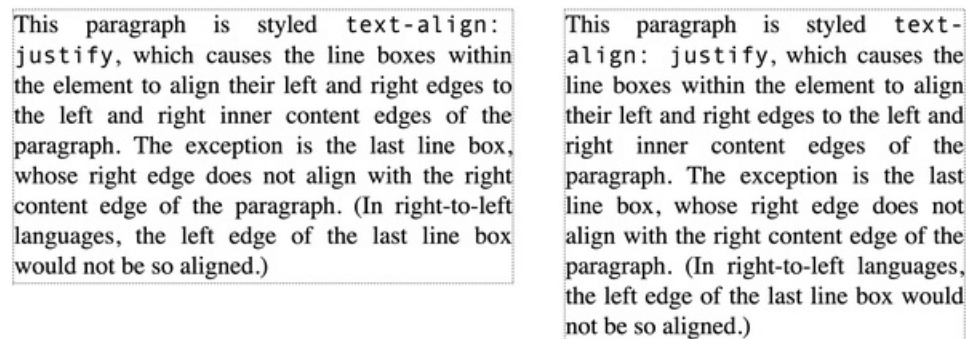 This paragraph is styled text-align:
justify, which causes the line boxes within
the element to align their left and right edges to
the left and right inner content edges of the
paragraph. The exception is the last line box,
whose right edge does not align with the right
content edge of the paragraph. (In right-to-left
languages, the left edge of the last line box
would not be so aligned.)
This paragraph is styled text-
align: justify, which causes the
line boxes within the element to align
their left and right edges to the left and
right inner content edges of the
paragraph. The exception is the last
line box, whose right edge does not
align with the right content edge of the
paragraph. (In right-to-left languages,
the left edge of the last line box would
not be so aligned.)